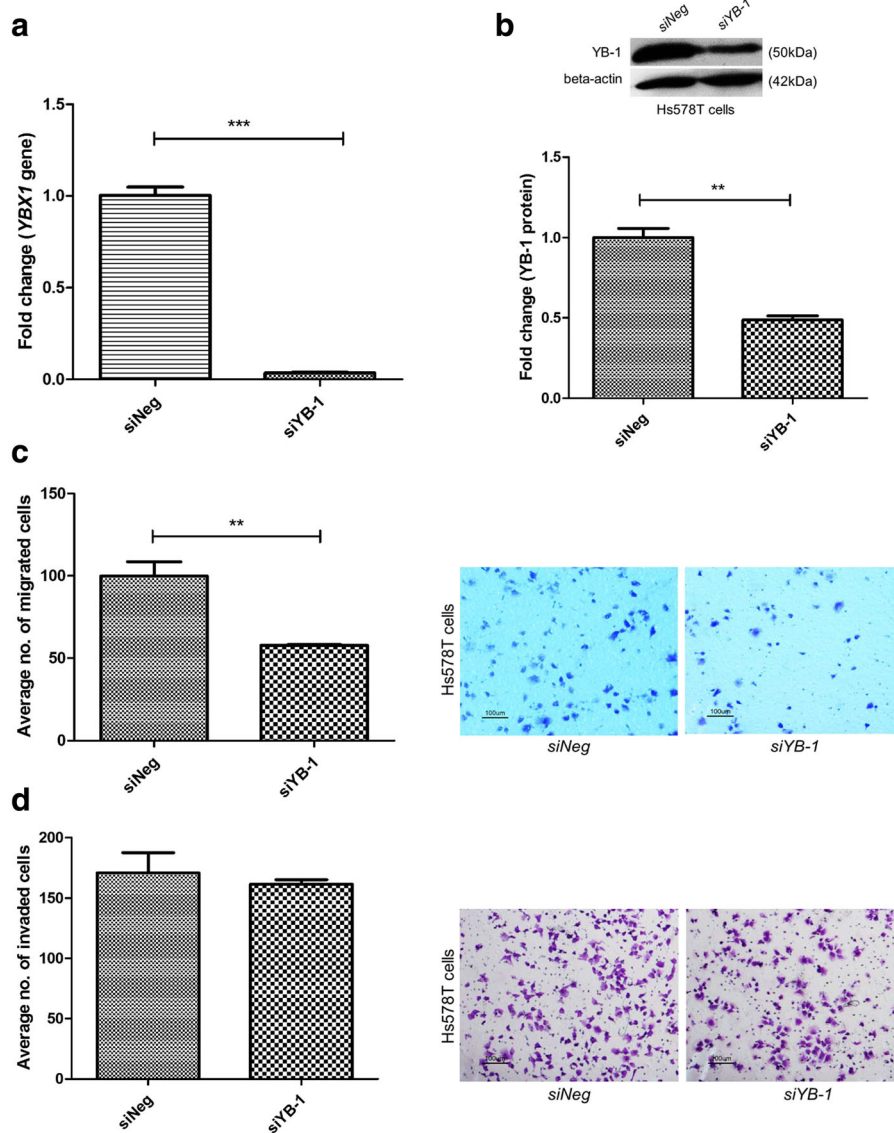 a
Fold change (YBX1 gene)
1.5
1.0
0.5
0.0
***
siNeg
siYB-1
b
siNeg siYB-1
YB-1 (50kDa)
beta-actin (42kDa)
Hs578T cells
Fold change (YB-1 protein)
1.5
1.0
0.5
0.0
**
siNeg
siYB-1
c
Average no. of migrated cells
150
100
50
0
**
siNeg
siYB-1
Hs578T cells
100um
100um
siNeg
siYB-1
d
Average no. of invaded cells
200
150
100
50
0
siNeg
siYB-1
Hs578T cells
100um
100um
siNeg
siYB-1